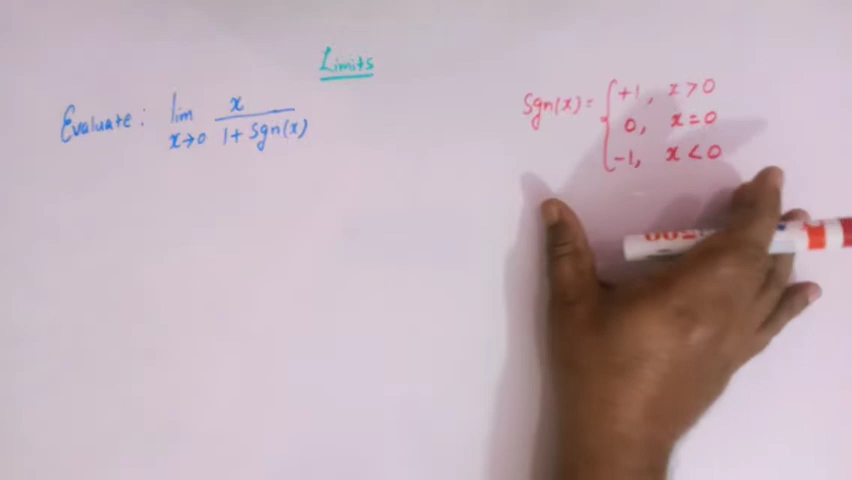 Limits
Evaluate: lim x→0 x / (1 + Sgn(x))
Sgn(x) = { +1, x > 0
0, x = 0
-1, x < 0